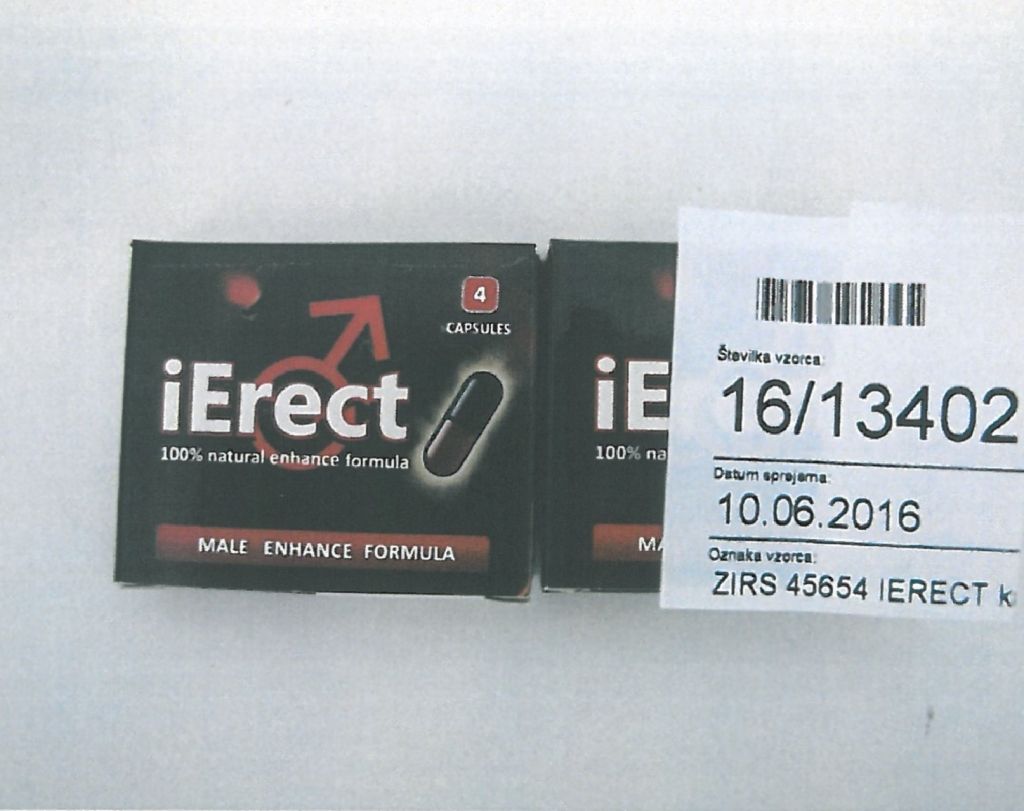 4
CAPSULES
iErect
100% natural enhance formula
MALE ENHANCE FORMULA
iE
100% na
MA
Številka vzorca:
16/13402
Datum sprejema:
10.06.2016
Oznaka vzorca:
ZIRS 45654 IERECT k